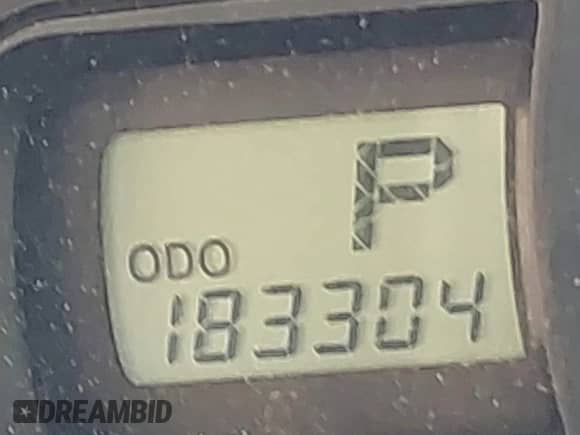 P
ODO
183304
DREAMBID